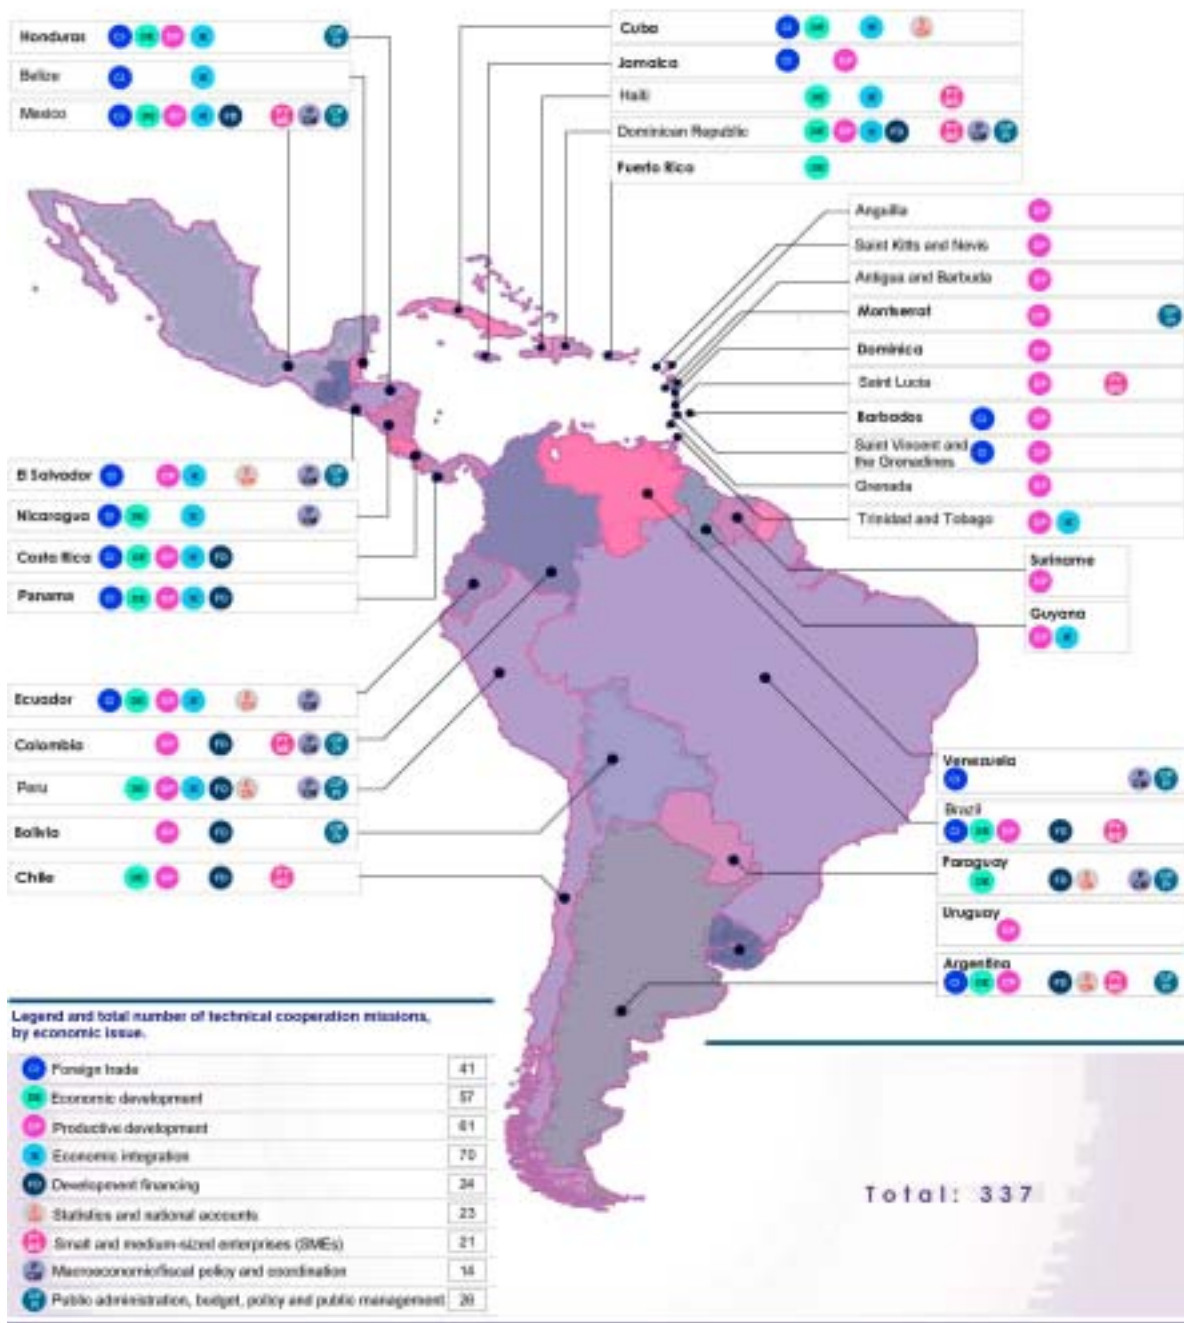 Honduras
Belize
Mexico
Cuba
Jamaica
Haiti
Dominican Republic
Puerto Rico
Anguilla
Saint Kitts and Nevis
Antigua and Barbuda
Montserrat
Dominica
Saint Lucia
Barbados
Saint Vincent and
the Grenadines
Grenada
Trinidad and Tobago
El Salvador
Nicaragua
Costa Rica
Panama
Suriname
Guyana
Ecuador
Colombia
Peru
Bolivia
Chile
Venezuela
Brazil
Paraguay
Uruguay
Argentina
Legend and total number of technical cooperation missions,
by economic issue.
Foreign trade 41
Economic development 57
Productive development 61
Economic integration 70
Development financing 24
Statistics and national accounts 23
Small and medium-sized enterprises (SMEs) 21
Macroeconomic/fiscal policy and coordination 14
Public administration, budget, policy and public management 26
Total: 337